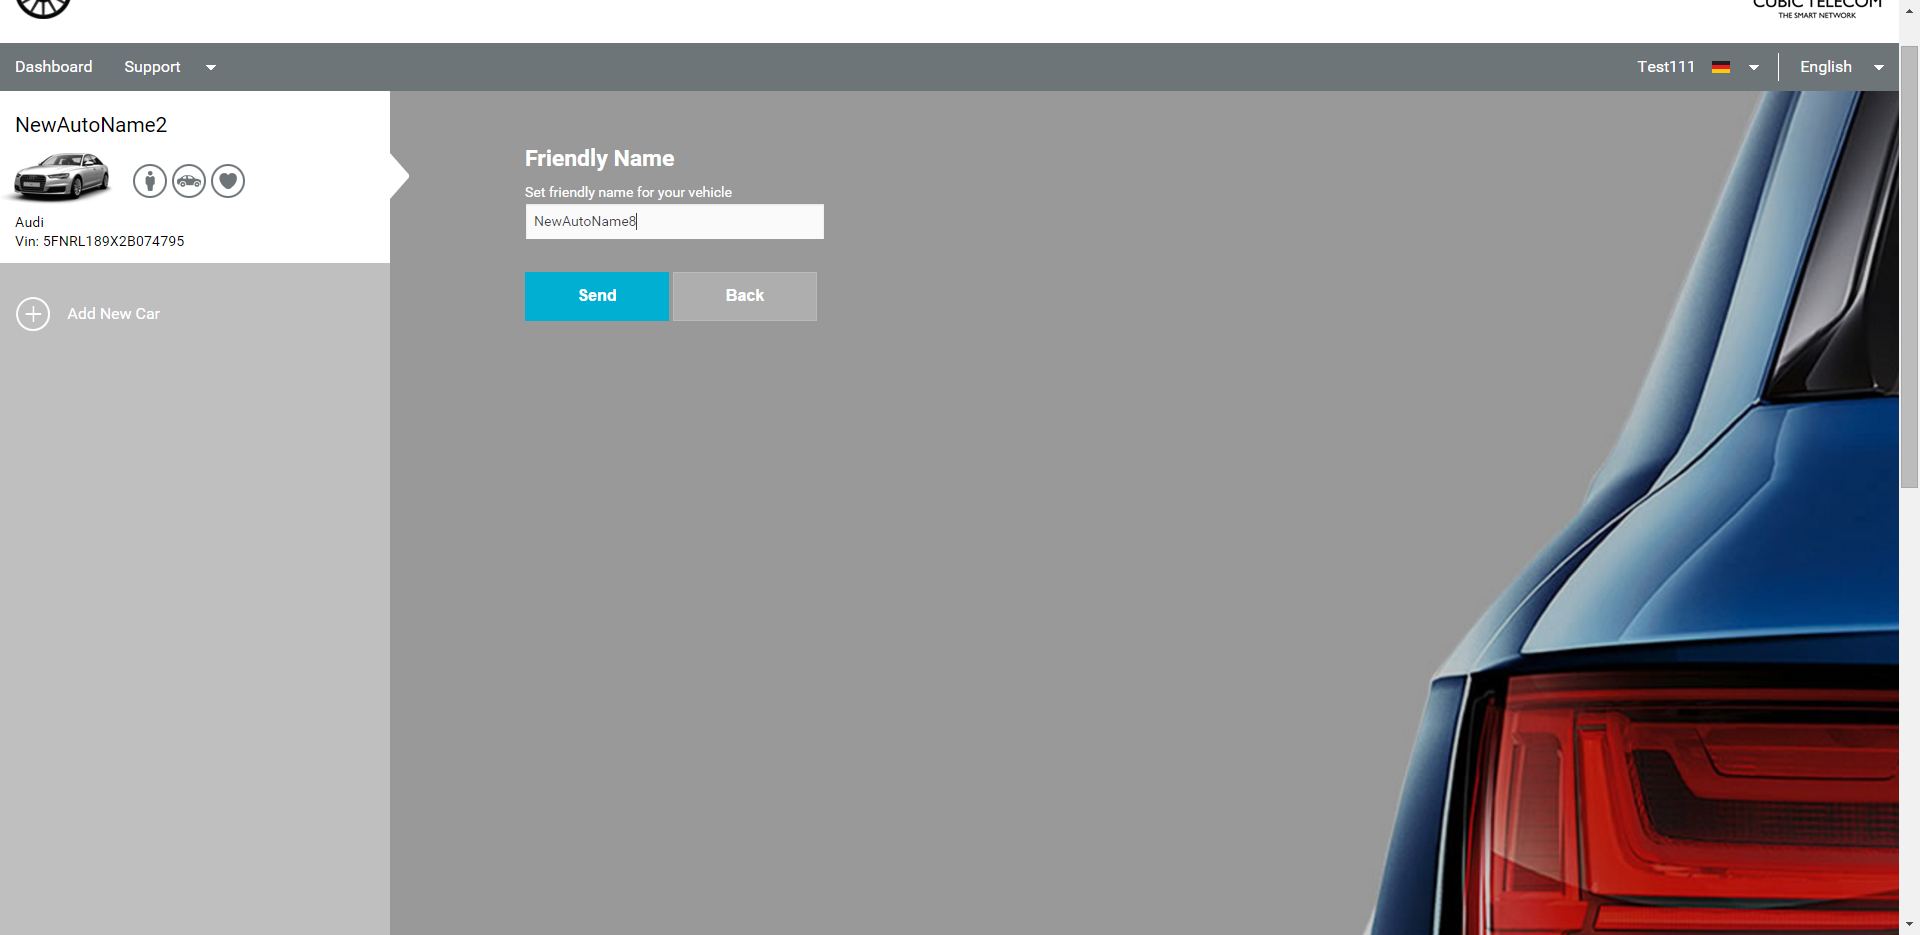 CUBIC TELECOM
THE SMART NETWORK
Dashboard
Support
Test111
English
NewAutoName2
Audi
Vin: 5FNRL189X2B074795
Add New Car
Friendly Name
Set friendly name for your vehicle
NewAutoName8
Send
Back